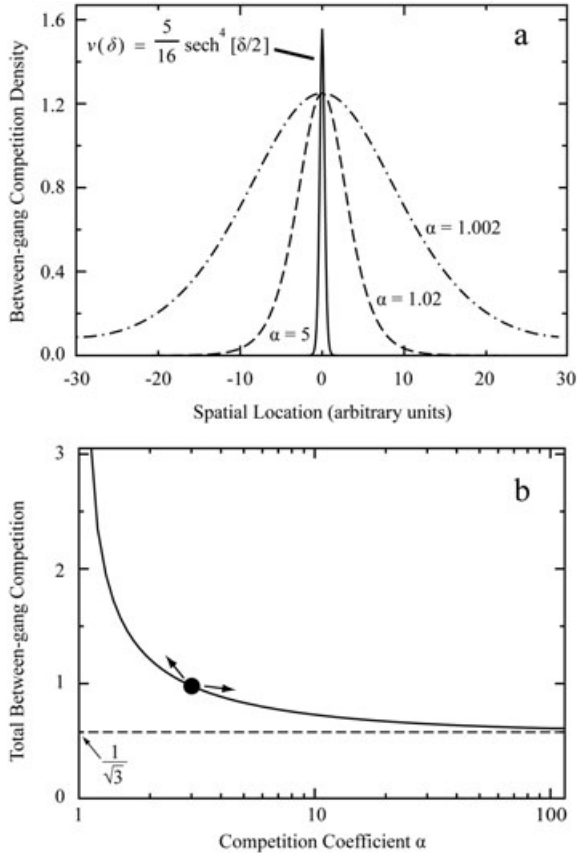 a
v(δ) = 5/16 sech⁴ [δ/2]
1.6
1.2
0.8
0.4
0.0
Between-gang Competition Density
α = 1.002
α = 1.02
α = 5
-30 -20 -10 0 10 20 30
Spatial Location (arbitrary units)
b
3
2
1
0
Total Between-gang Competition
1/√3
1 10 100
Competition Coefficient α